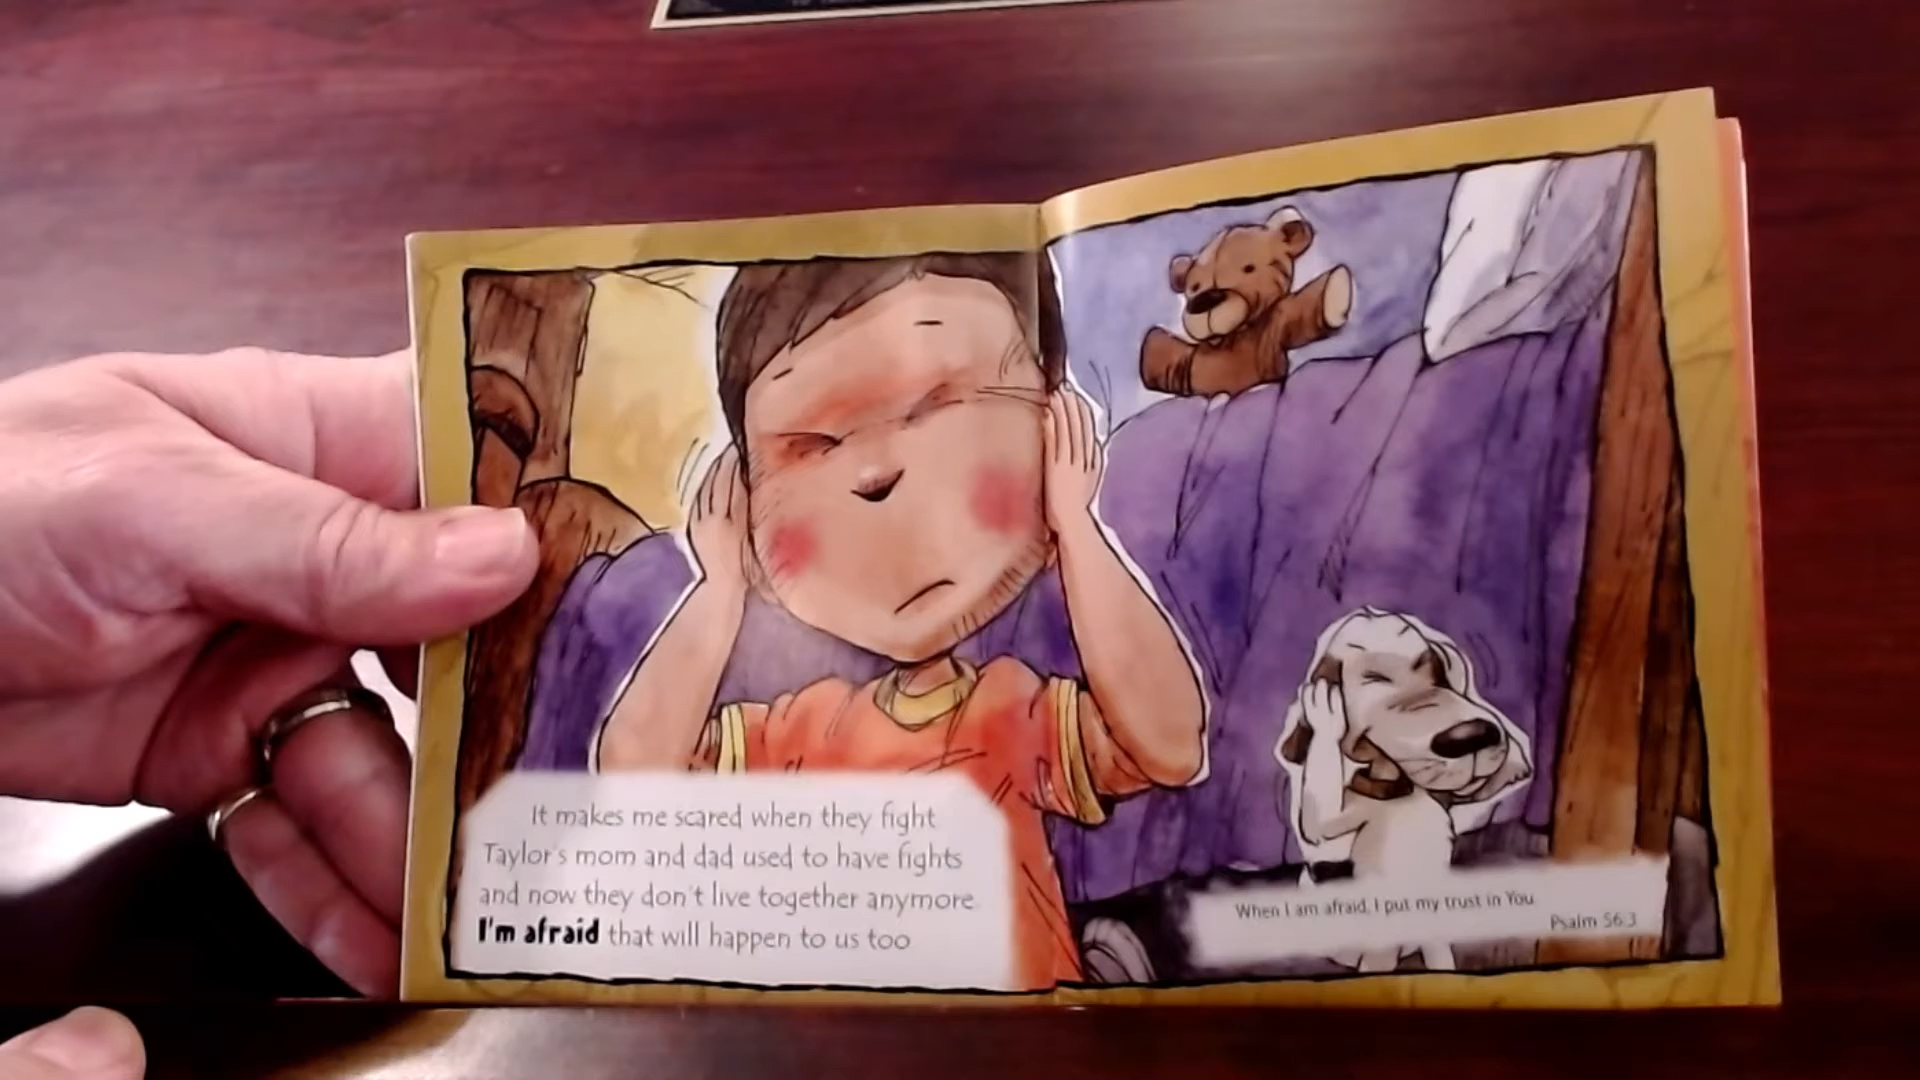 It makes me scared when they fight
Taylor's mom and dad used to have fights
and now they don't live together anymore
I'm afraid that will happen to us too
When I am afraid, I put my trust in You
Psalm 56:3